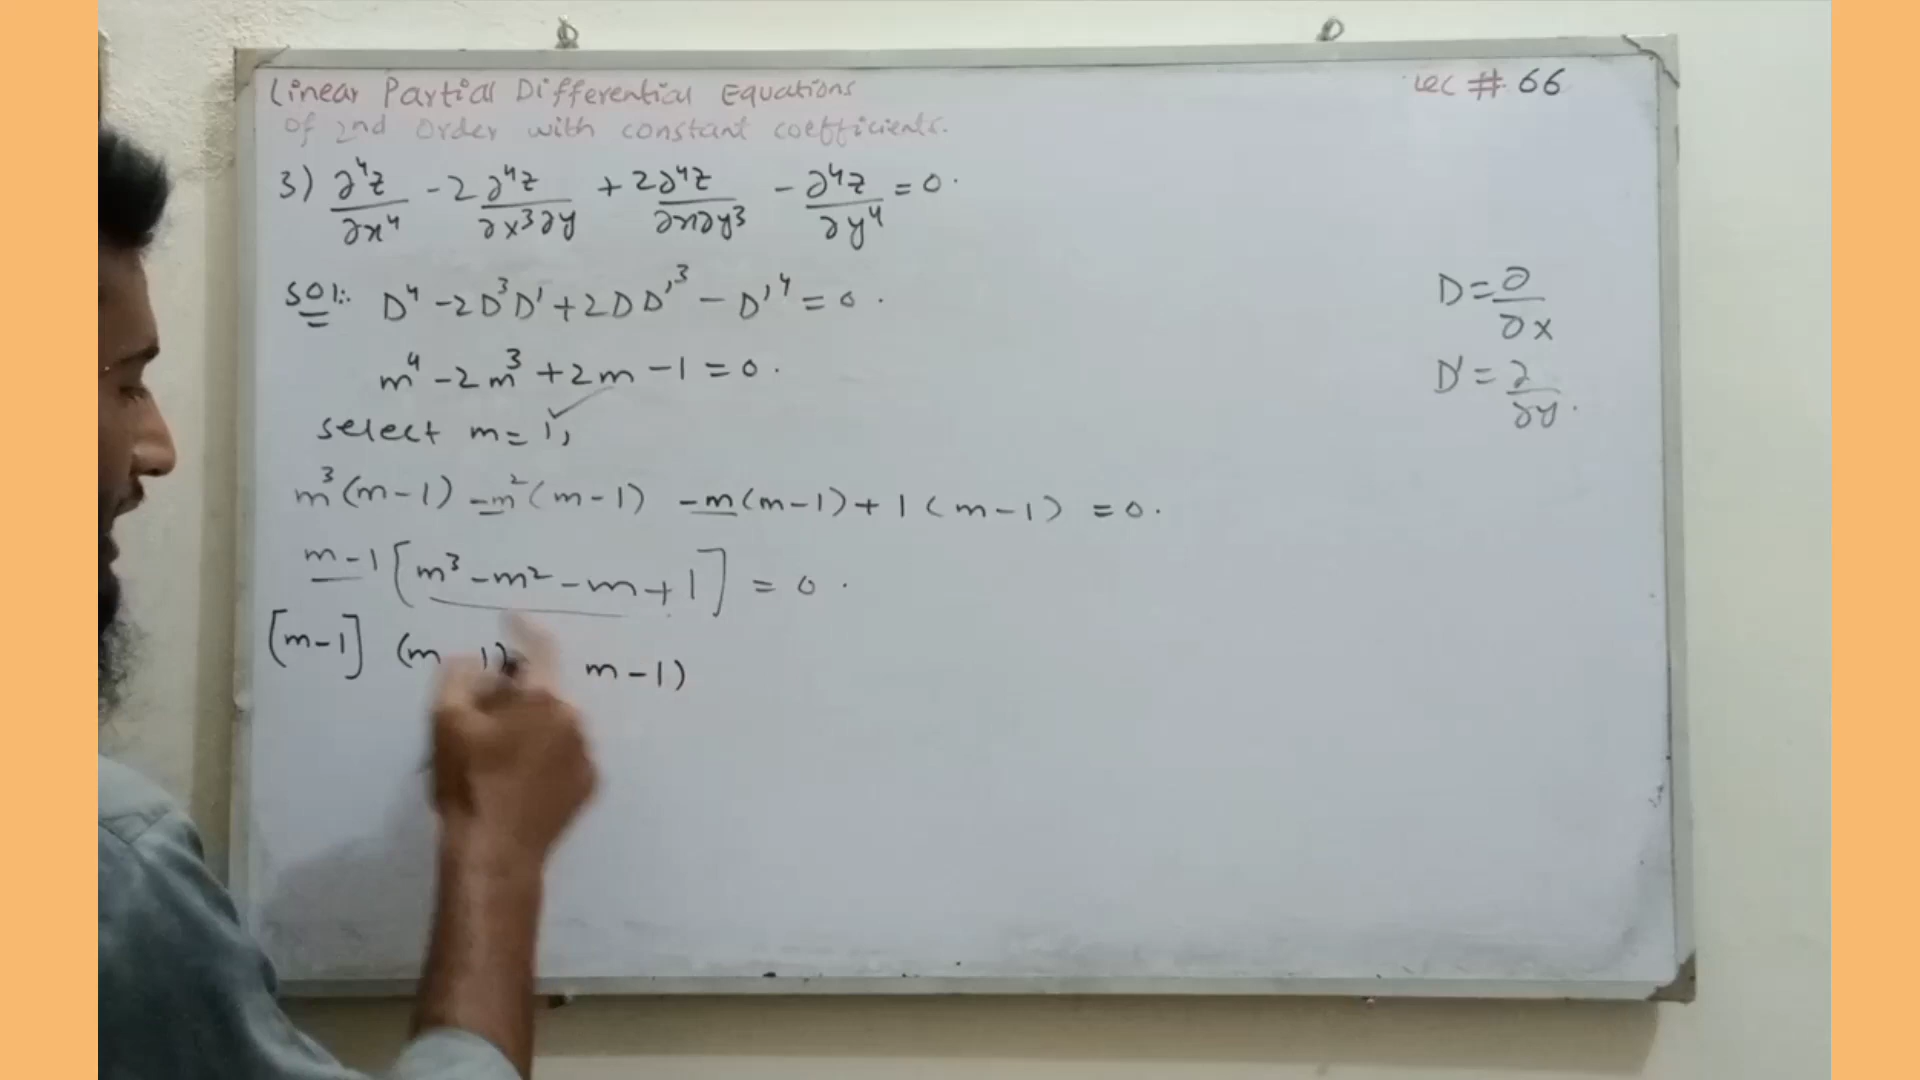 Linear Partial Differential Equations
Lec # 66
of 2nd order with constant coefficients.
3) ∂⁴z/∂x⁴ - 2 ∂⁴z/∂x³∂y + 2∂⁴z/∂x∂y³ - ∂⁴z/∂y⁴ = 0.
Sol:. D⁴ - 2D³D' + 2DD'³ - D'⁴ = 0.
D = ∂/∂x
m⁴ - 2m³ + 2m - 1 = 0.
D' = ∂/∂y.
select m = 1, ✓
m³(m-1) - m²(m-1) - m(m-1) + 1(m-1) = 0.
m-1[m³ - m² - m + 1] = 0.
[m-1] (m 1) m-1)